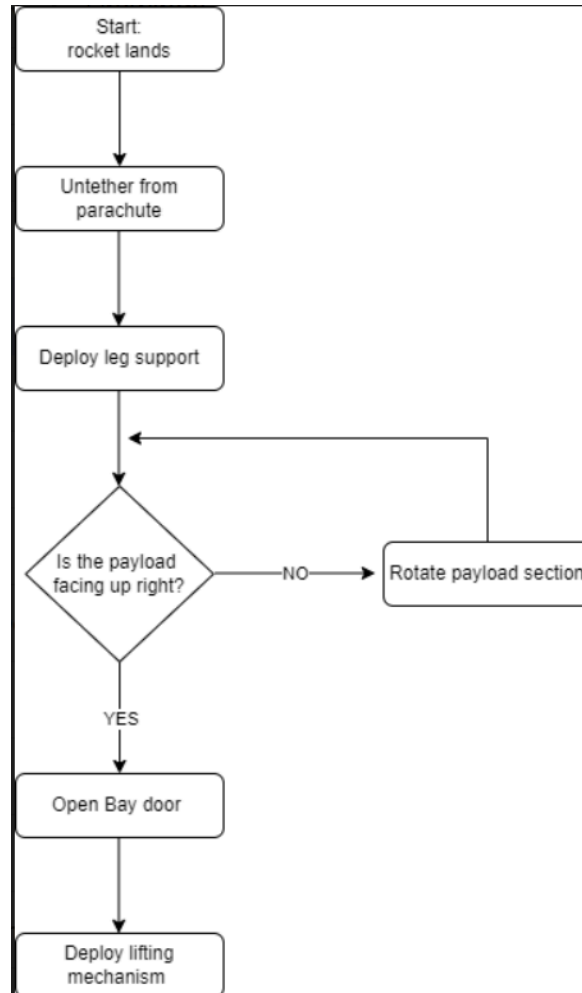 Start:
rocket lands
Untether from
parachute
Deploy leg support
Is the payload
facing up right?
NO
Rotate payload section
YES
Open Bay door
Deploy lifting
mechanism